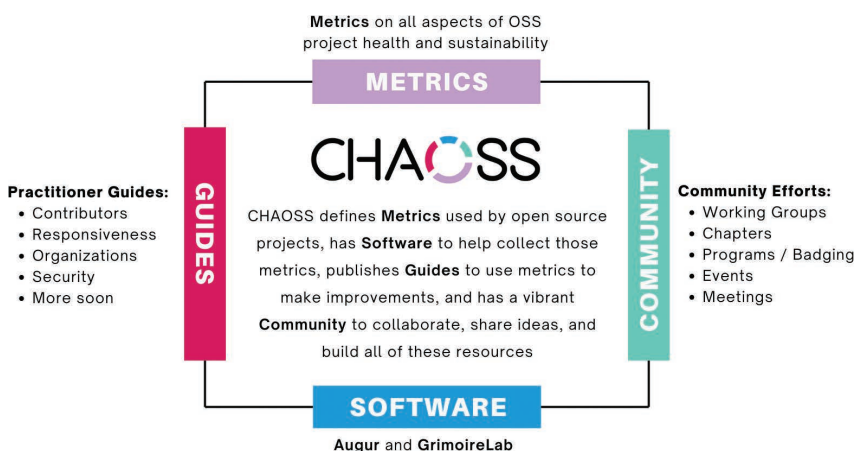 Metrics on all aspects of OSS
project health and sustainability
METRICS
CHAOSS
GUIDES
Practitioner Guides:
• Contributors
• Responsiveness
• Organizations
• Security
• More soon
CHAOSS defines Metrics used by open source
projects, has Software to help collect those
metrics, publishes Guides to use metrics to
make improvements, and has a vibrant
Community to collaborate, share ideas, and
build all of these resources
COMMUNITY
Community Efforts:
• Working Groups
• Chapters
• Programs / Badging
• Events
• Meetings
SOFTWARE
Augur and GrimoireLab